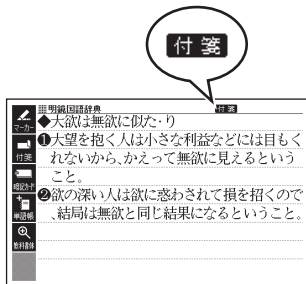 付箋
明鏡国語辞典
付箋
◆大欲は無欲に似た・り
❶大望を抱く人は小さな利益などには目もく
れないから、かえって無欲に見えるという
こと。
❷欲の深い人は欲に惑わされて損を招くので
、結局は無欲と同じ結果になるということ。
マーカー
付箋
暗記カード
単語帳
教科書体